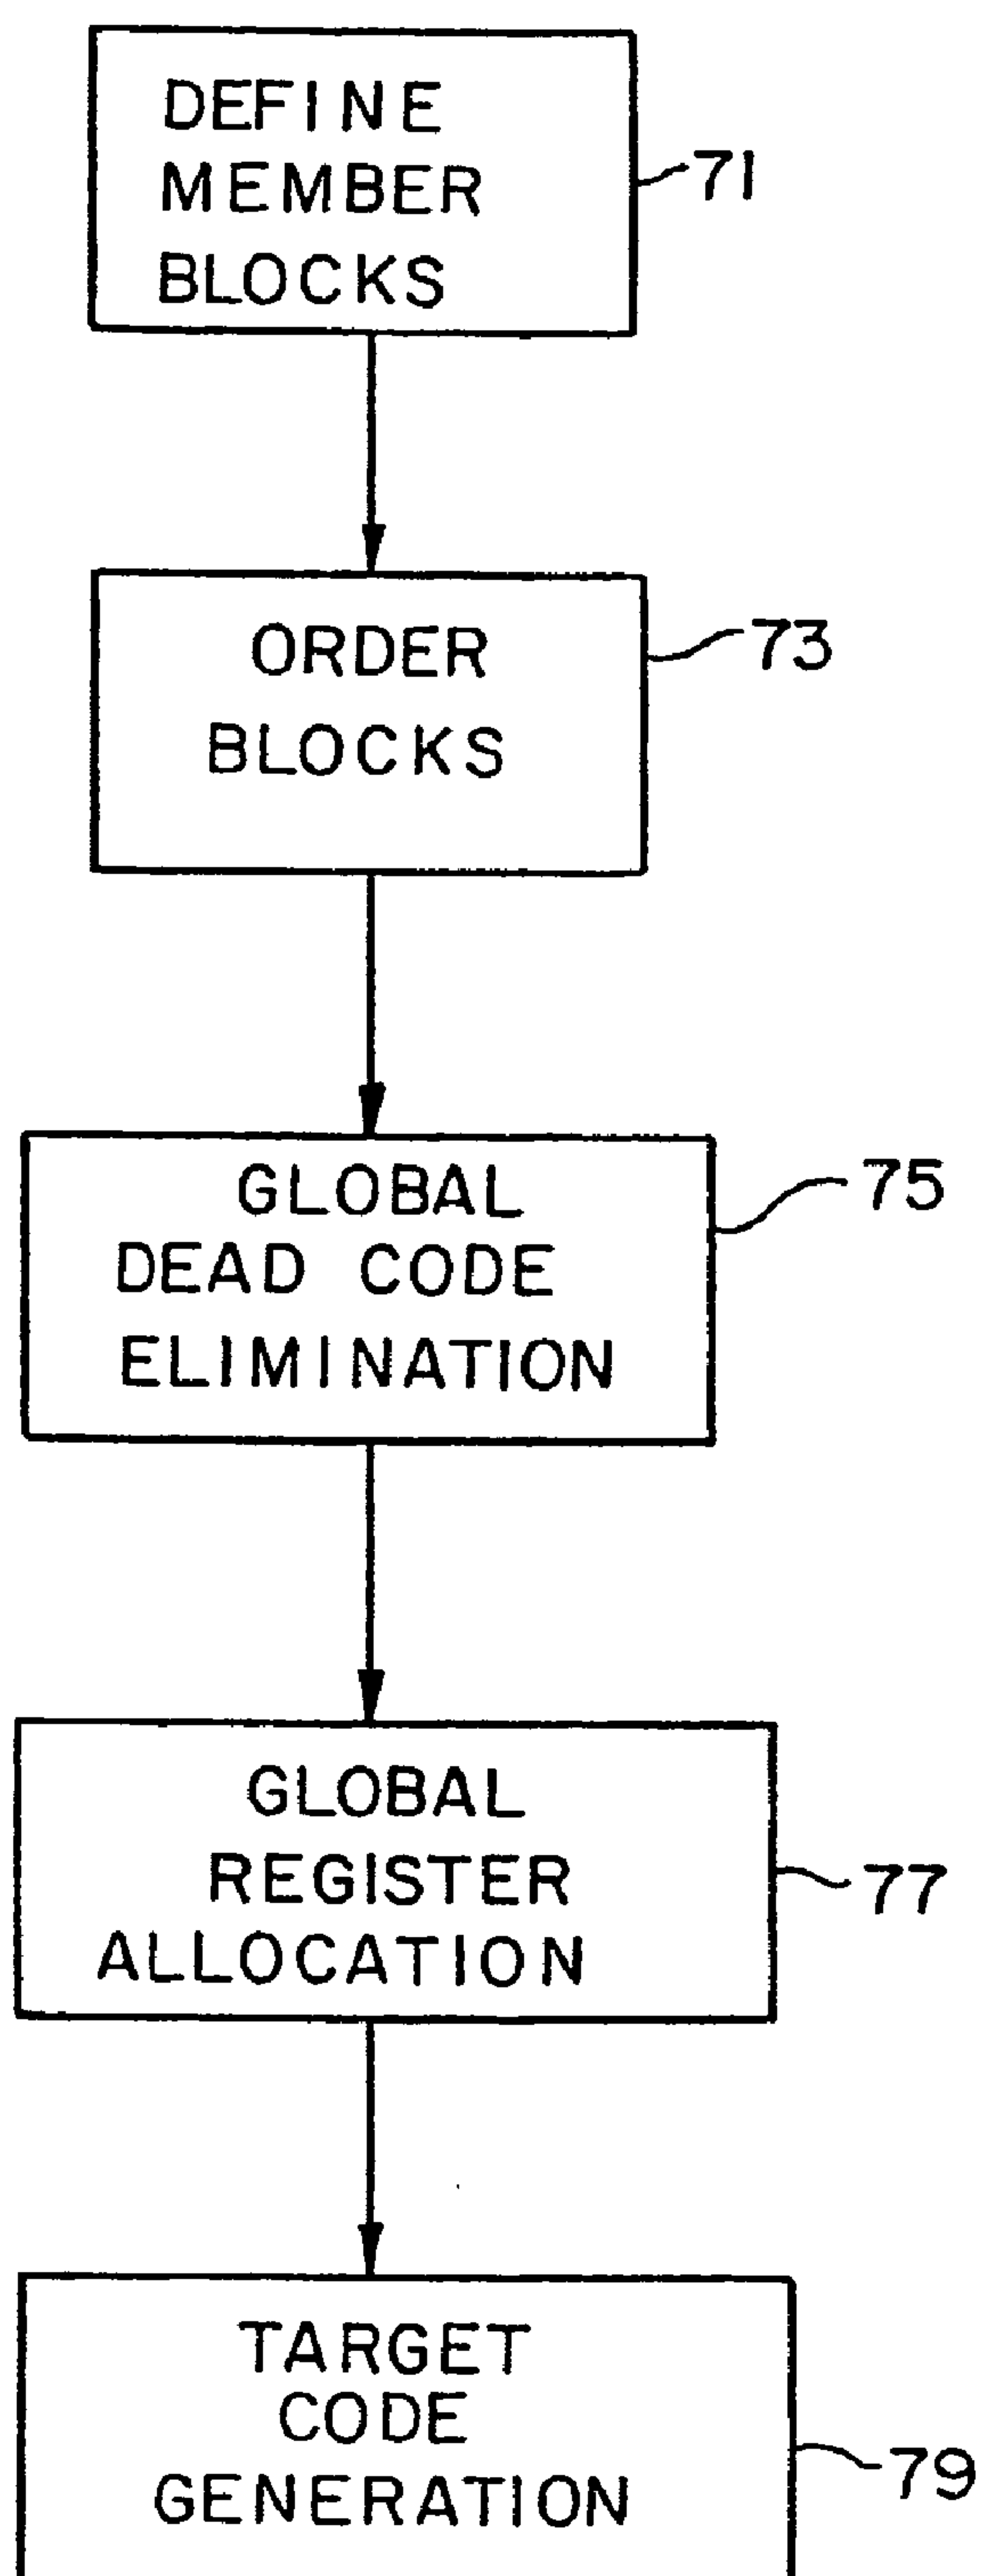 DEFINE
MEMBER
BLOCKS
71
ORDER
BLOCKS
73
GLOBAL
DEAD CODE
ELIMINATION
75
GLOBAL
REGISTER
ALLOCATION
77
TARGET
CODE
GENERATION
79